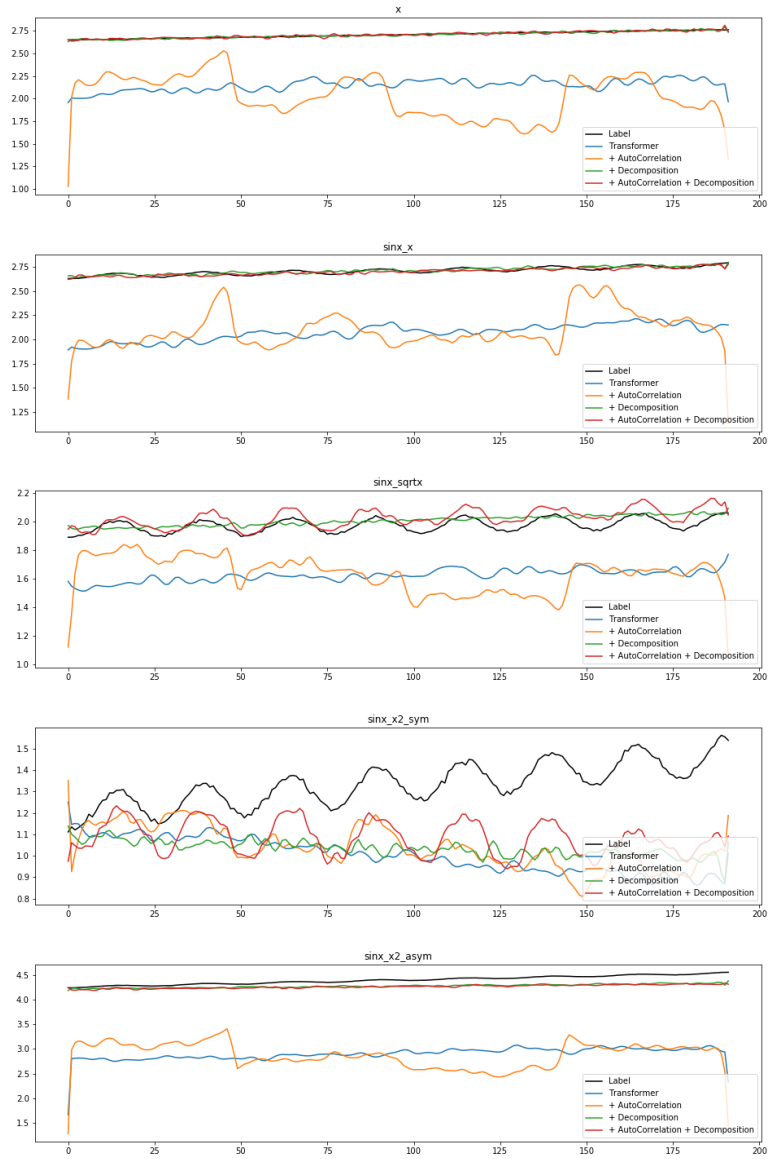 x
2.75
2.50
2.25
2.00
1.75
1.50
1.25
1.00
Label
Transformer
+ AutoCorrelation
+ Decomposition
+ AutoCorrelation + Decomposition
0 25 50 75 100 125 150 175 200
sinx_x
2.75
2.50
2.25
2.00
1.75
1.50
1.25
Label
Transformer
+ AutoCorrelation
+ Decomposition
+ AutoCorrelation + Decomposition
0 25 50 75 100 125 150 175 200
sinx_sqrtx
2.2
2.0
1.8
1.6
1.4
1.2
1.0
Label
Transformer
+ AutoCorrelation
+ Decomposition
+ AutoCorrelation + Decomposition
0 25 50 75 100 125 150 175 200
sinx_x2_sym
1.5
1.4
1.3
1.2
1.1
1.0
0.9
0.8
Label
Transformer
+ AutoCorrelation
+ Decomposition
+ AutoCorrelation + Decomposition
0 25 50 75 100 125 150 175 200
sinx_x2_asym
4.5
4.0
3.5
3.0
2.5
2.0
1.5
Label
Transformer
+ AutoCorrelation
+ Decomposition
+ AutoCorrelation + Decomposition
0 25 50 75 100 125 150 175 200